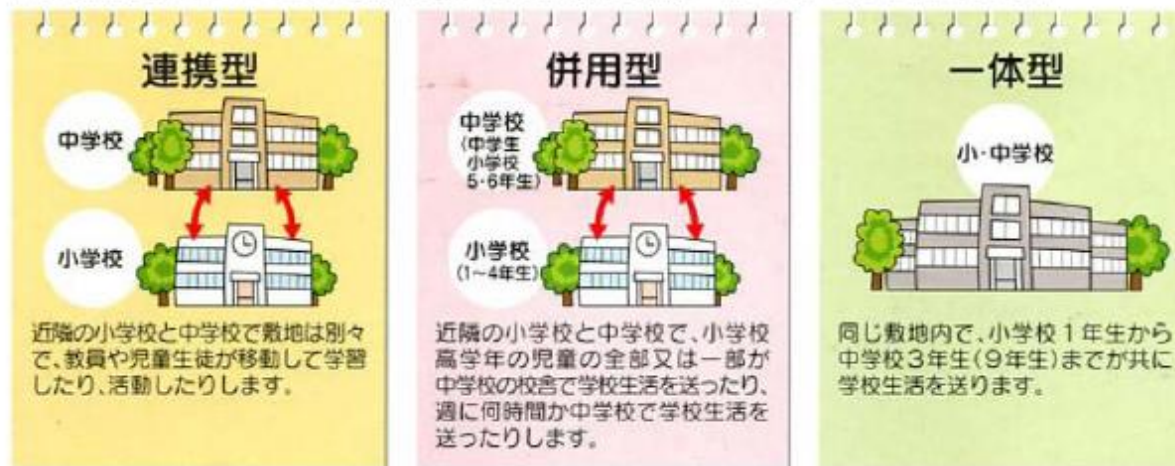 連携型
中学校
小学校
近隣の小学校と中学校で敷地は別々
で、教員や児童生徒が移動して学習
したり、活動したりします。
併用型
中学校
(中学生
小学校
5・6年生)
小学校
(1〜4年生)
近隣の小学校と中学校で、小学校
高学年の児童の全部又は一部が
中学校の校舎で学校生活を送ったり、
週に何時間か中学校で学校生活を
送ったりします。
一体型
小・中学校
同じ敷地内で、小学校1年生から
中学校3年生(9年生)までが共に
学校生活を送ります。